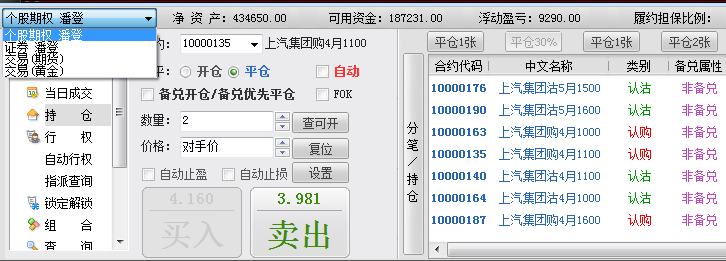 个股期权 潘登 净 资 产: 434650.00 可用资金: 187231.00 浮动盈亏: 9290.00 履约担保比例:
个股期权 潘登
证券 潘登
交易(期货)
交易(黄金)
约: 10000135 上汽集团购4月1100
平: 开仓 平仓 自动
备兑开仓/备兑优先平仓 FOK
数量: 2 查可开
价格: 对手价 复位
自动止盈 自动止损 设置
4.160 买入
3.981 卖出
当日成交
持 仓
行 权
自动行权
指派查询
锁定解锁
组 合
查 询
分笔/持仓
平仓1张 平仓30% 平仓1张 平仓2张
合约代码 中文名称 类别 备兑属性
10000176 上汽集团沽5月1500 认沽 非备兑
10000190 上汽集团沽5月1600 认沽 非备兑
10000163 上汽集团购4月1000 认购 非备兑
10000135 上汽集团购4月1100 认购 非备兑
10000140 上汽集团沽4月1100 认沽 非备兑
10000164 上汽集团沽4月1000 认沽 非备兑
10000187 上汽集团购4月1600 认购 非备兑